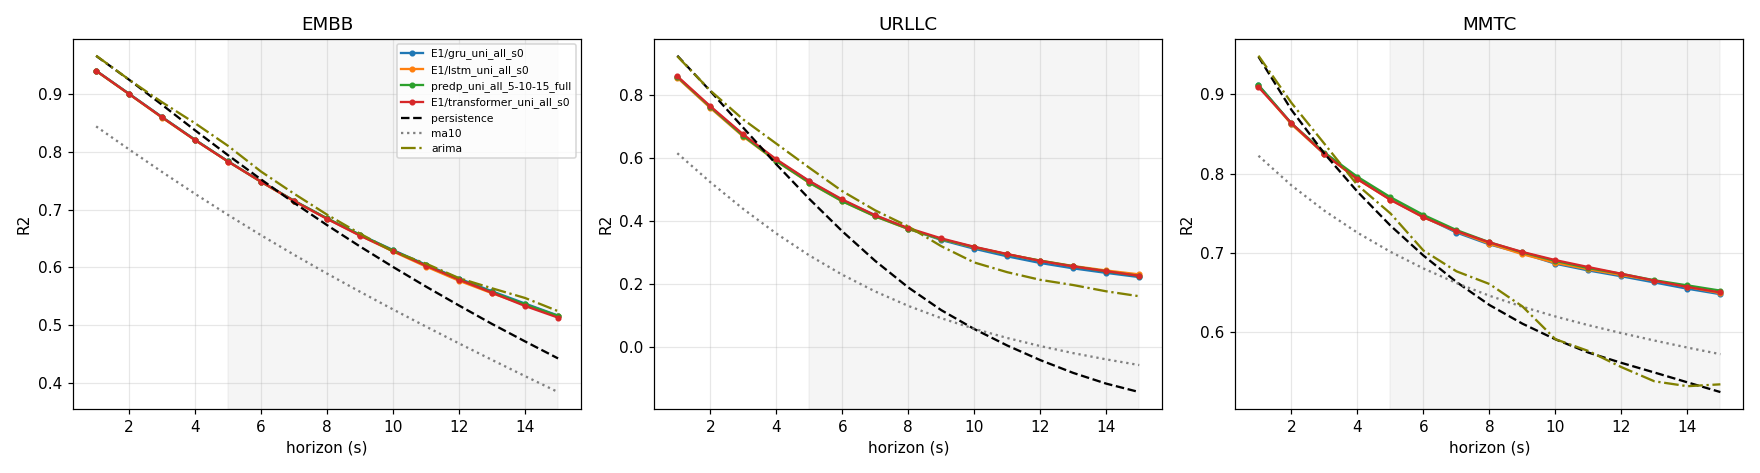 EMBB
R2
0.9
0.8
0.7
0.6
0.5
0.4
2 4 6 8 10 12 14
horizon (s)
E1/gru_uni_all_s0
E1/lstm_uni_all_s0
predp_uni_all_5-10-15_full
E1/transformer_uni_all_s0
persistence
ma10
arima
URLLC
R2
0.8
0.6
0.4
0.2
0.0
2 4 6 8 10 12 14
horizon (s)
MMTC
R2
0.9
0.8
0.7
0.6
2 4 6 8 10 12 14
horizon (s)